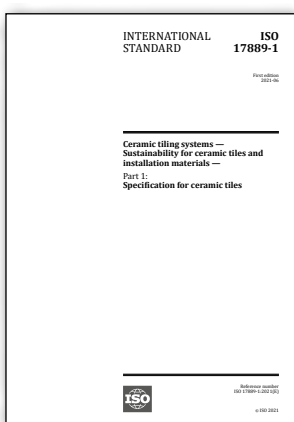 INTERNATIONAL ISO
STANDARD 17889-1
First edition
2021-06
Ceramic tiling systems —
Sustainability for ceramic tiles and
installation materials —
Part 1:
Specification for ceramic tiles
Reference number
ISO 17889-1:2021(E)
ISO
© ISO 2021